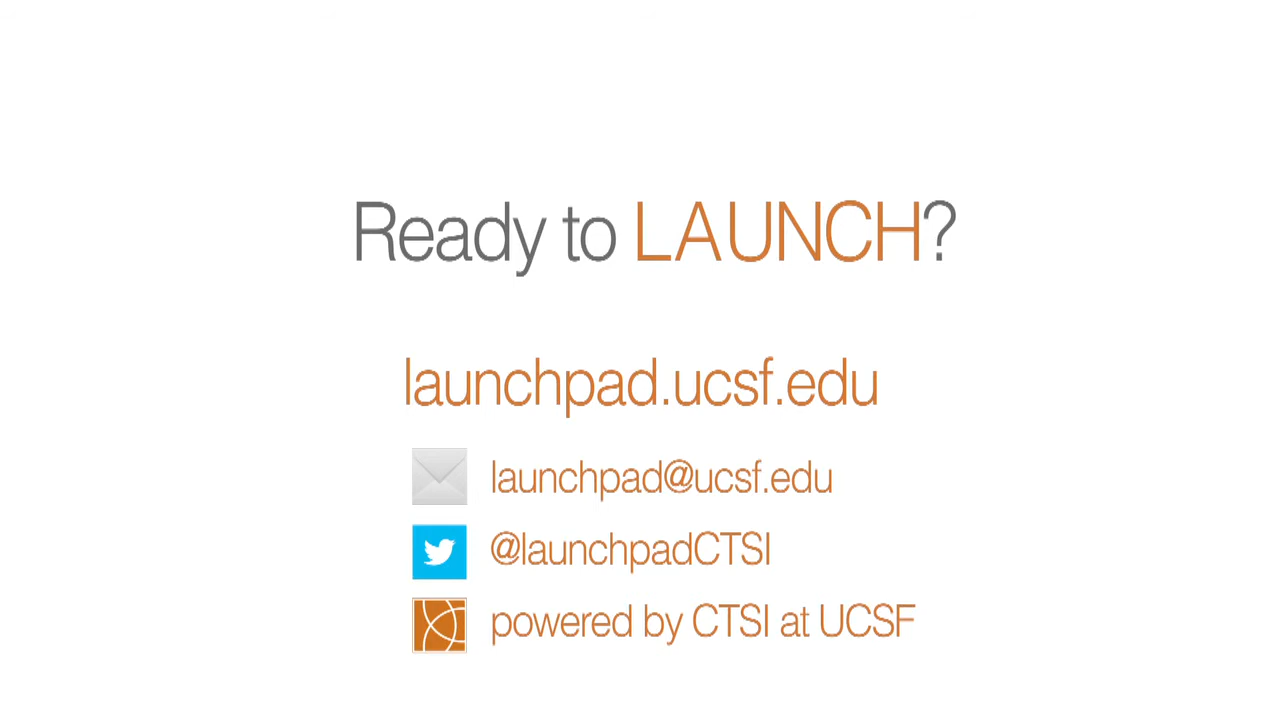 Ready to LAUNCH?
launchpad.ucsf.edu
launchpad@ucsf.edu
@launchpadCTSI
powered by CTSI at UCSF